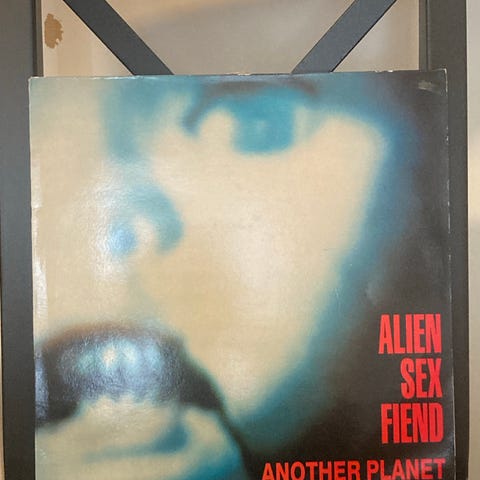 ALIEN
SEX
FIEND
ANOTHER PLANET